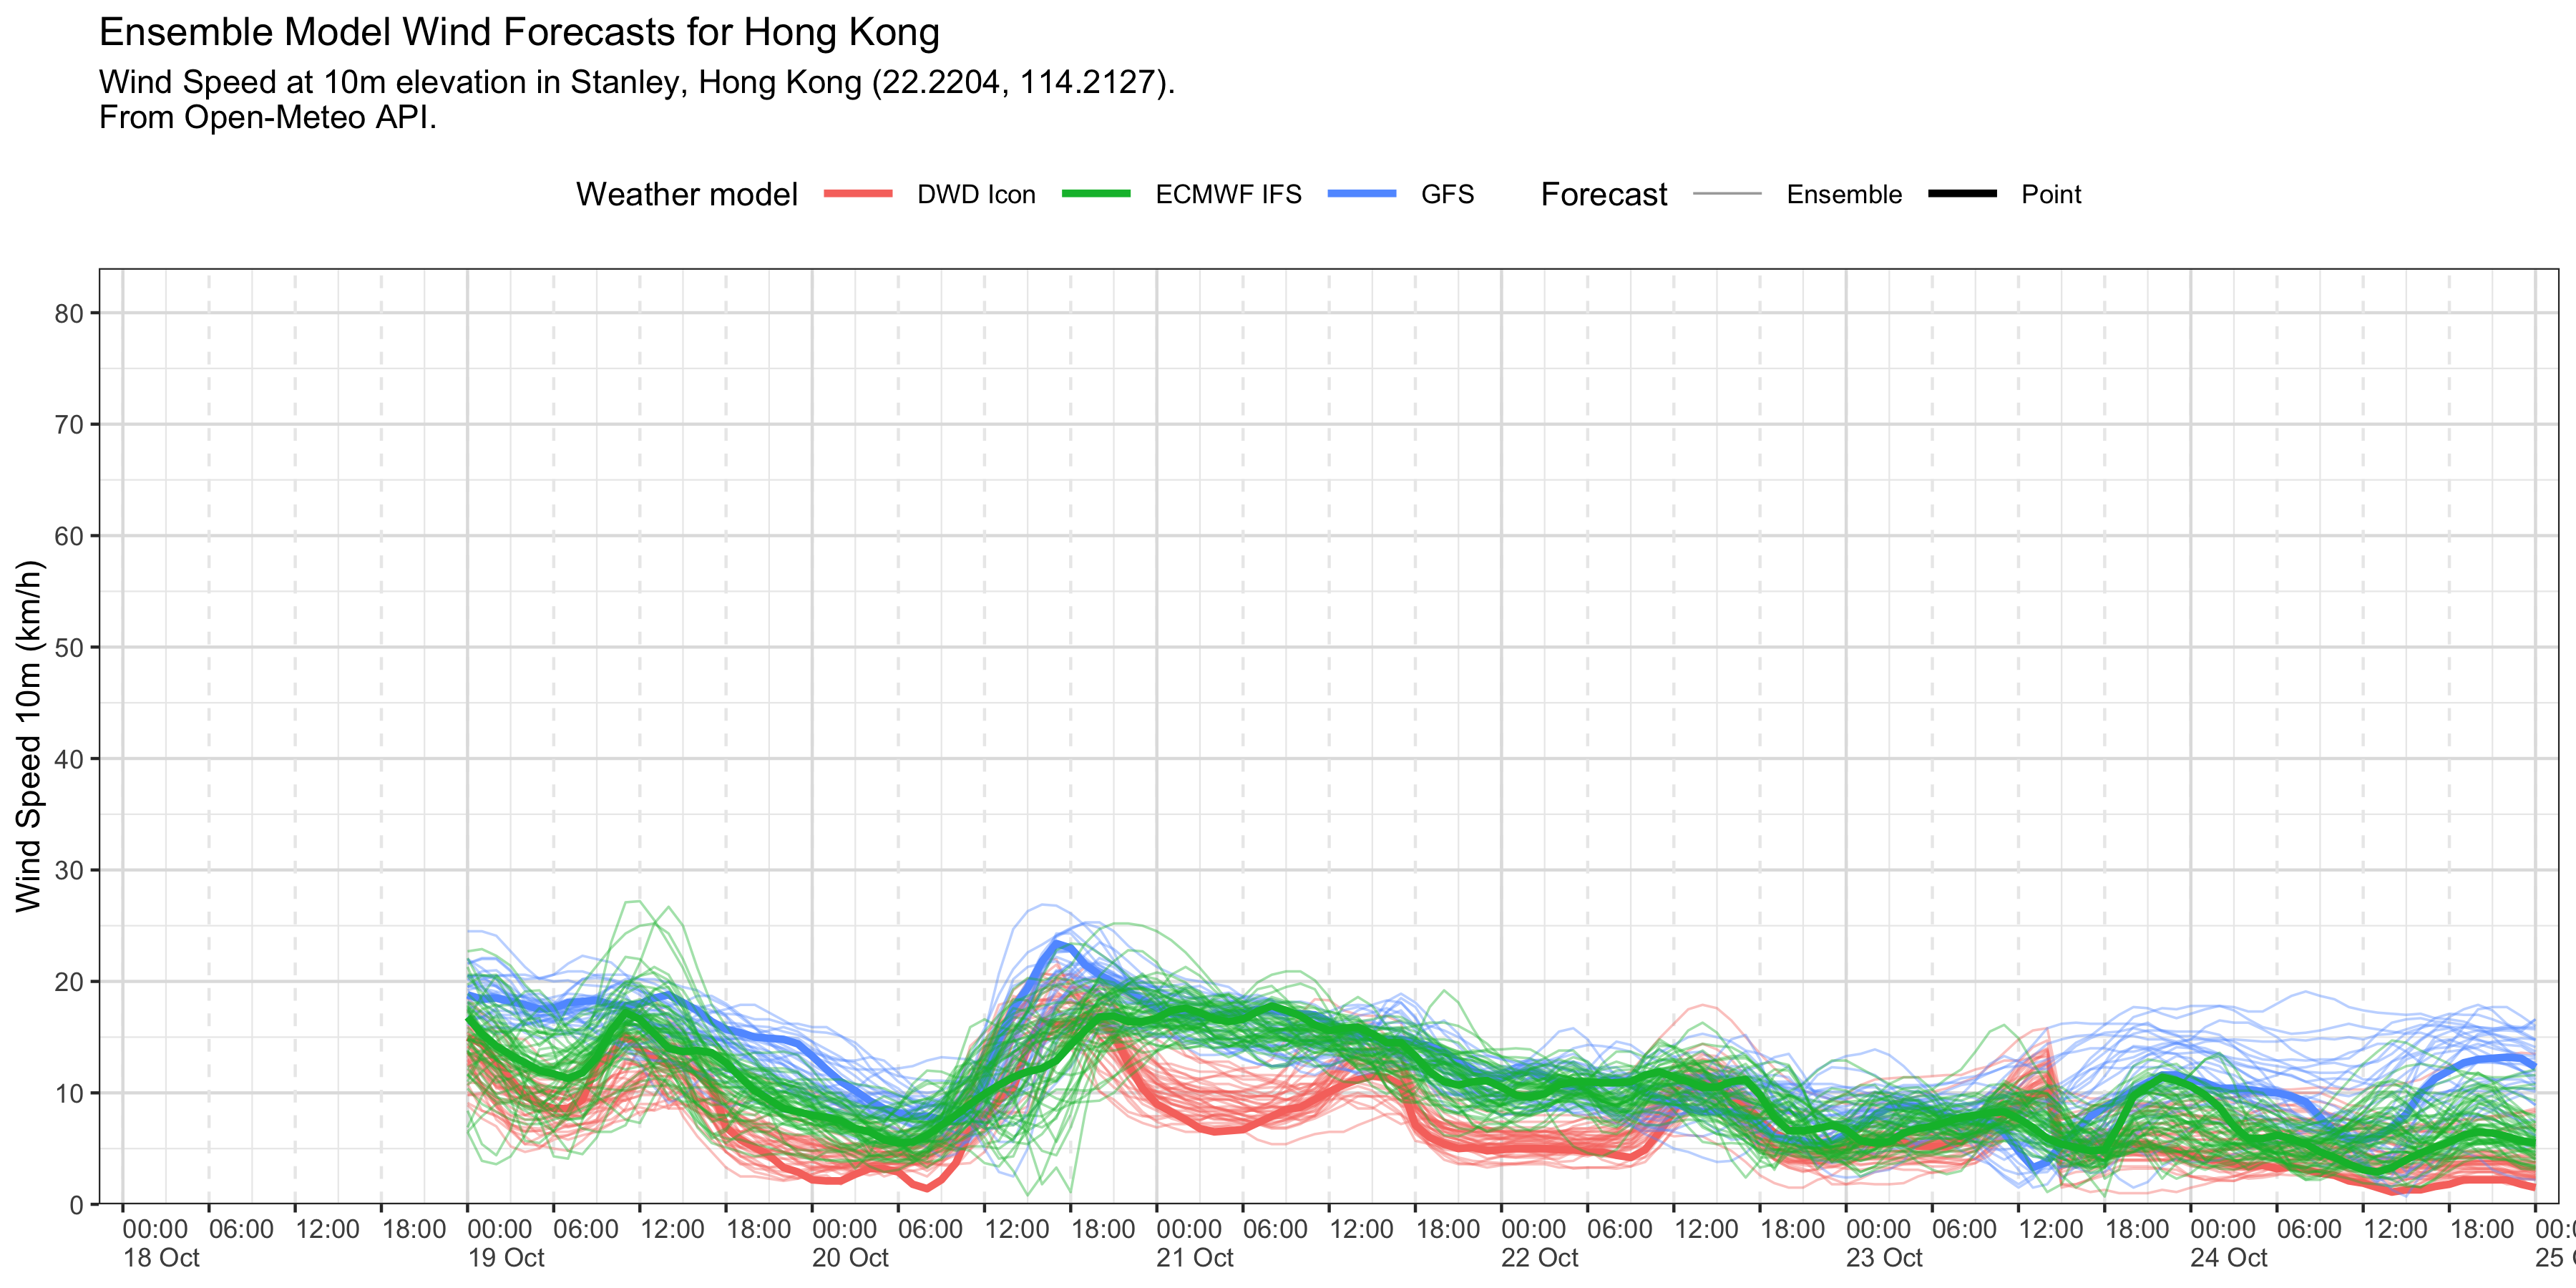 Ensemble Model Wind Forecasts for Hong Kong
Wind Speed at 10m elevation in Stanley, Hong Kong (22.2204, 114.2127).
From Open-Meteo API.
Weather model DWD Icon ECMWF IFS GFS Forecast Ensemble Point
80
70
60
50
40
30
20
10
0
Wind Speed 10m (km/h)
00:00 06:00 12:00 18:00 00:00 06:00 12:00 18:00 00:00 06:00 12:00 18:00 00:00 06:00 12:00 18:00 00:00 06:00 12:00 18:00 00:00 06:00 12:00 18:00 00:00 06:00 12:00 18:00
18 Oct 19 Oct 20 Oct 21 Oct 22 Oct 23 Oct 24 Oct 25